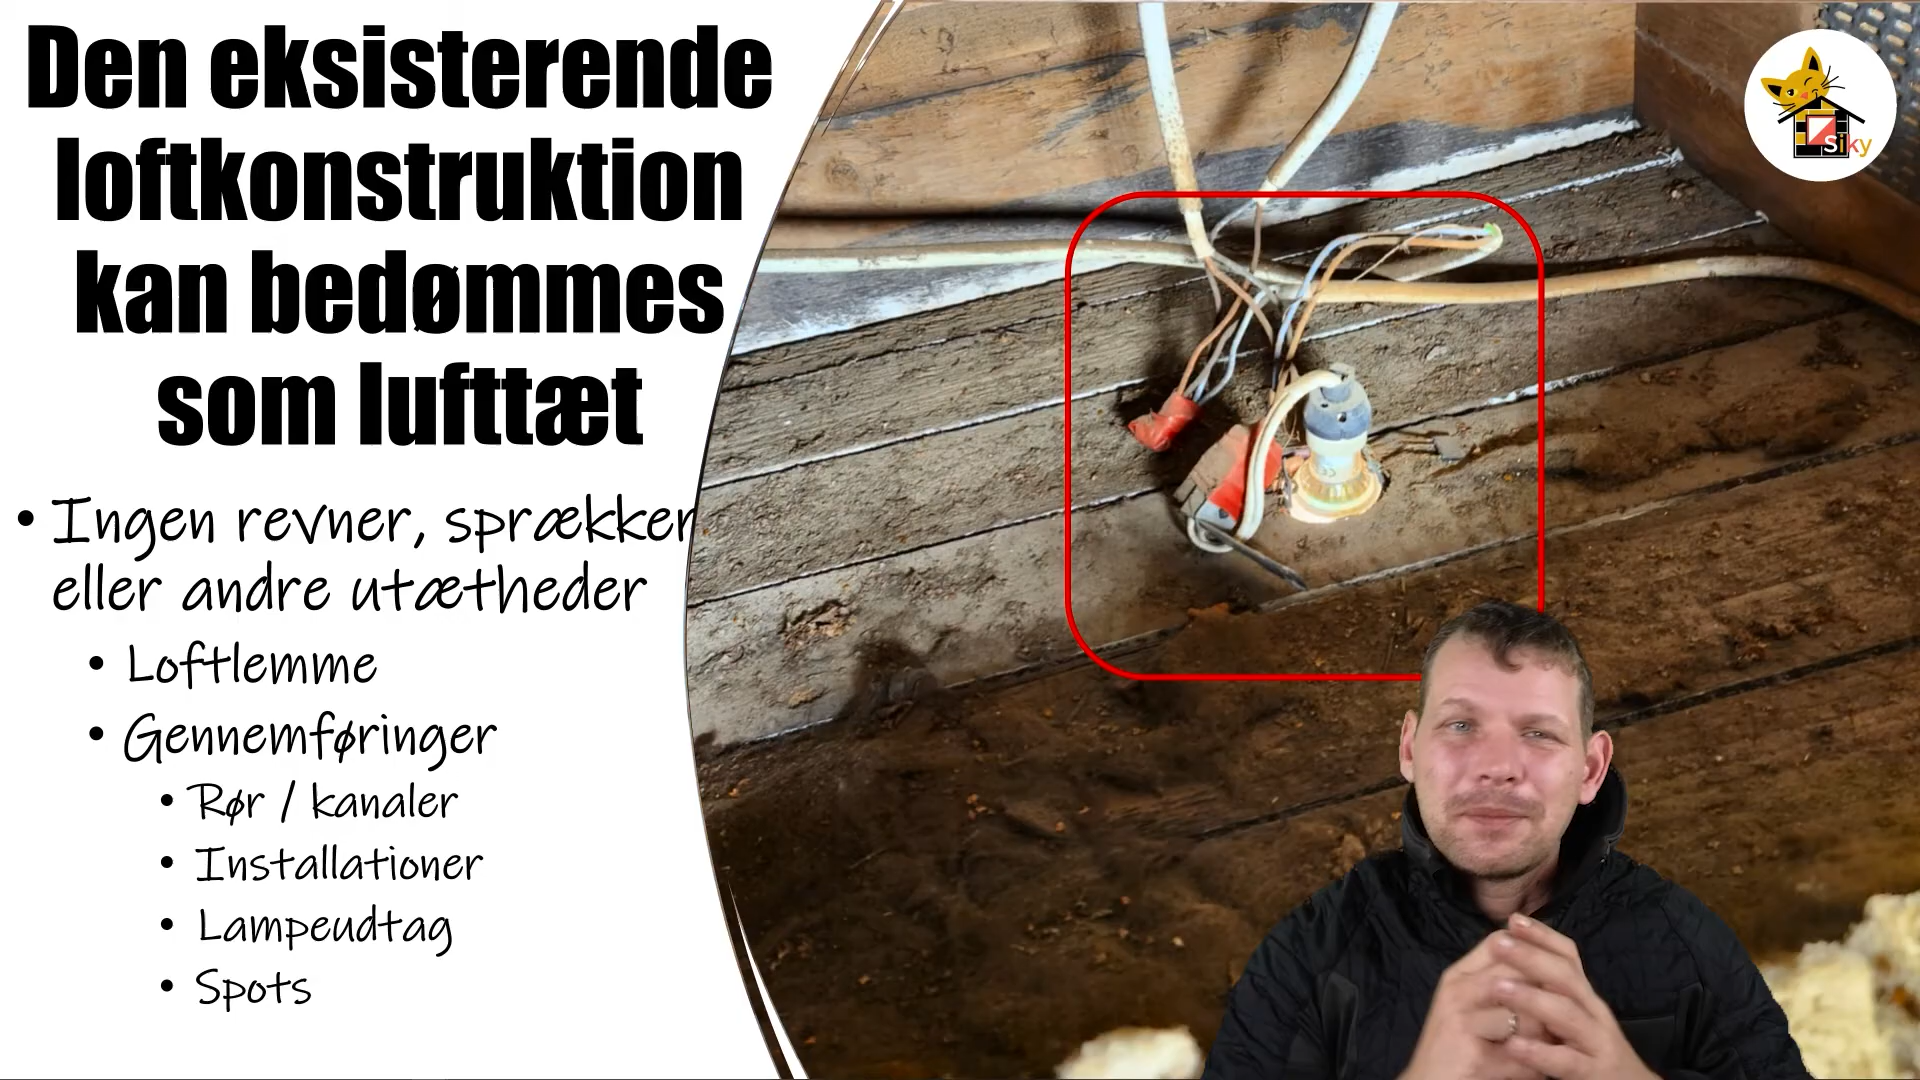 Den eksisterende
loftkonstruktion
kan bedømmes
som lufttæt
• Ingen revner, sprækker
eller andre utætheder
• Loftlemme
• Gennemføringer
• Rør / kanaler
• Installationer
• Lampeudtag
• Spots
Siky